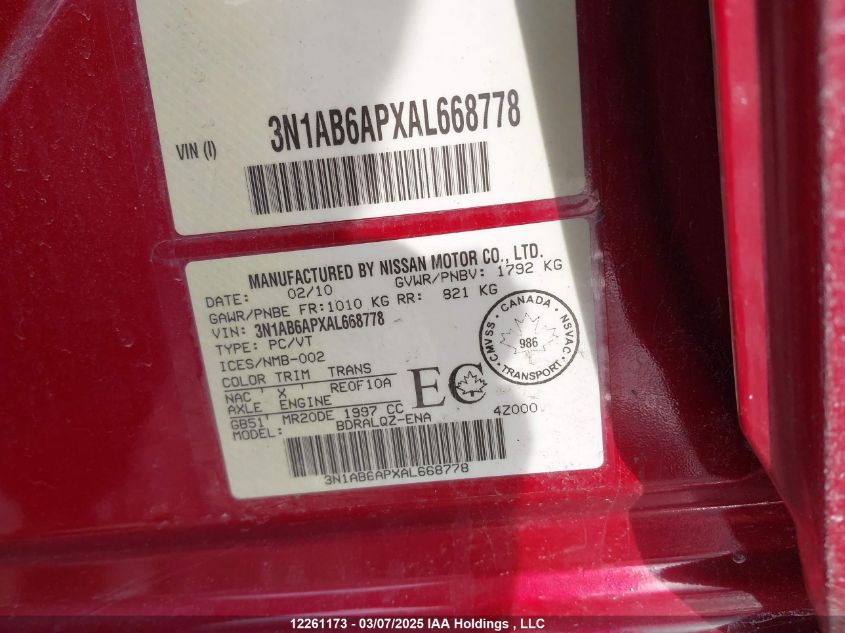 3N1AB6APXAL668778
VIN (I)
MANUFACTURED BY NISSAN MOTOR CO., LTD.
DATE: 02/10 GVWR/PNBV: 1792 KG
GAWR/PNBE FR:1010 KG RR: 821 KG
VIN: 3N1AB6APXAL668778
TYPE: PC/VT
ICES/NMB-002
COLOR TRIM TRANS
NAC ' X ' RE0F10A
AXLE ENGINE
GB51' MR20DE 1997 CC 4Z000.
MODEL: BDRALQZ-ENA
EC
CANADA
CMVSS NSVAC
986
TRANSPORT
3N1AB6APXAL668778
12261173 - 03/07/2025 IAA Holdings , LLC